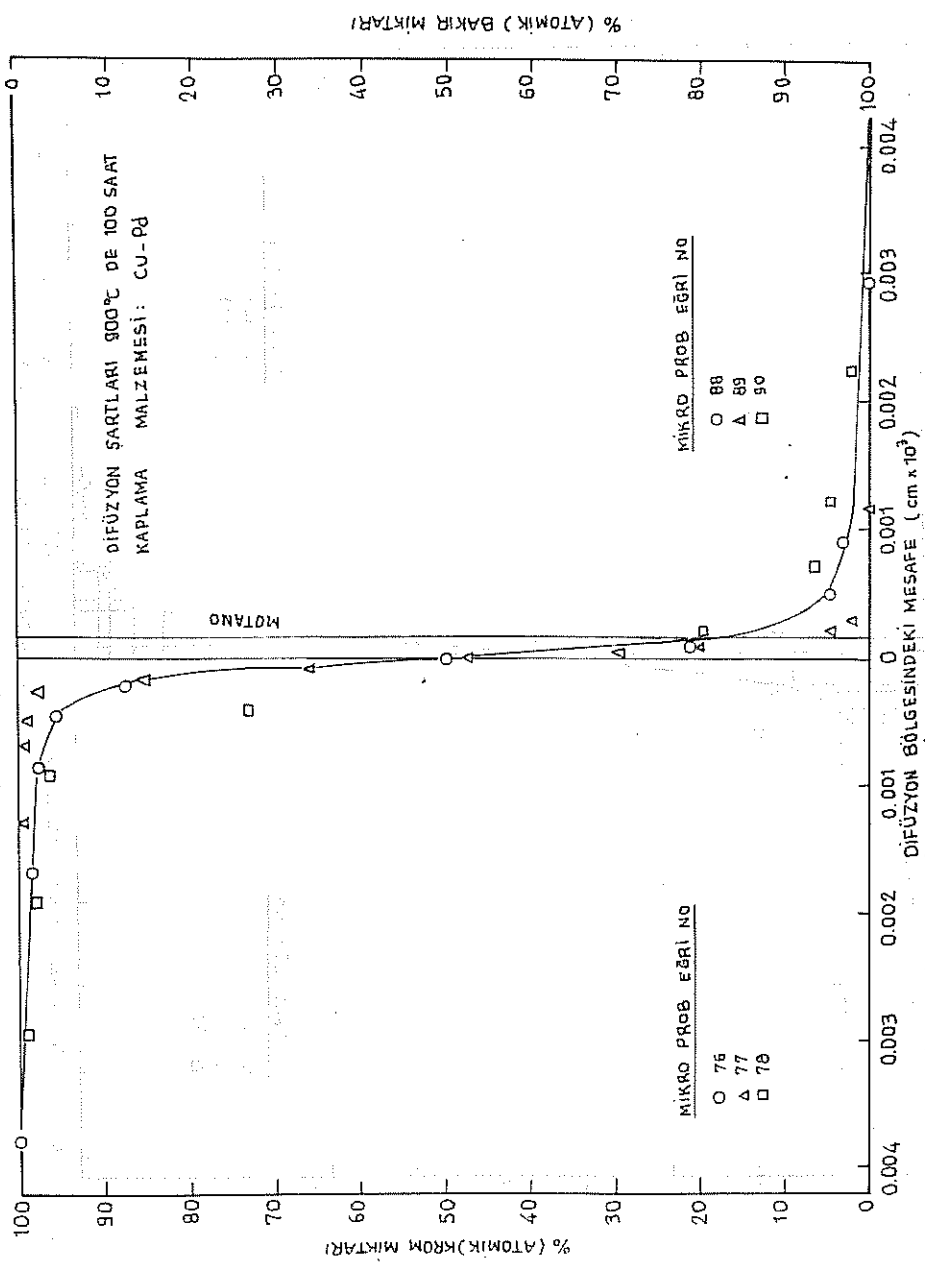 % (ATOMİK) BAKIR MİKTARI
0 10 20 30 40 50 60 70 80 90 100
DİFÜZYON ŞARTLARI 900°C DE 100 SAAT
KAPLAMA MALZEMESİ: Cu-Pd
MOTANO
MİKRO PROB EĞRİ NO
○ 88
△ 89
□ 90
MİKRO PROB EĞRİ NO
○ 76
△ 77
□ 78
100 90 80 70 60 50 40 30 20 10 0
% (ATOMİK) KROM MİKTARI
0.004 0.003 0.002 0.001 0 0.001 0.002 0.003 0.004
DİFÜZYON BÖLGESİNDEKİ MESAFE (cm x 10³)